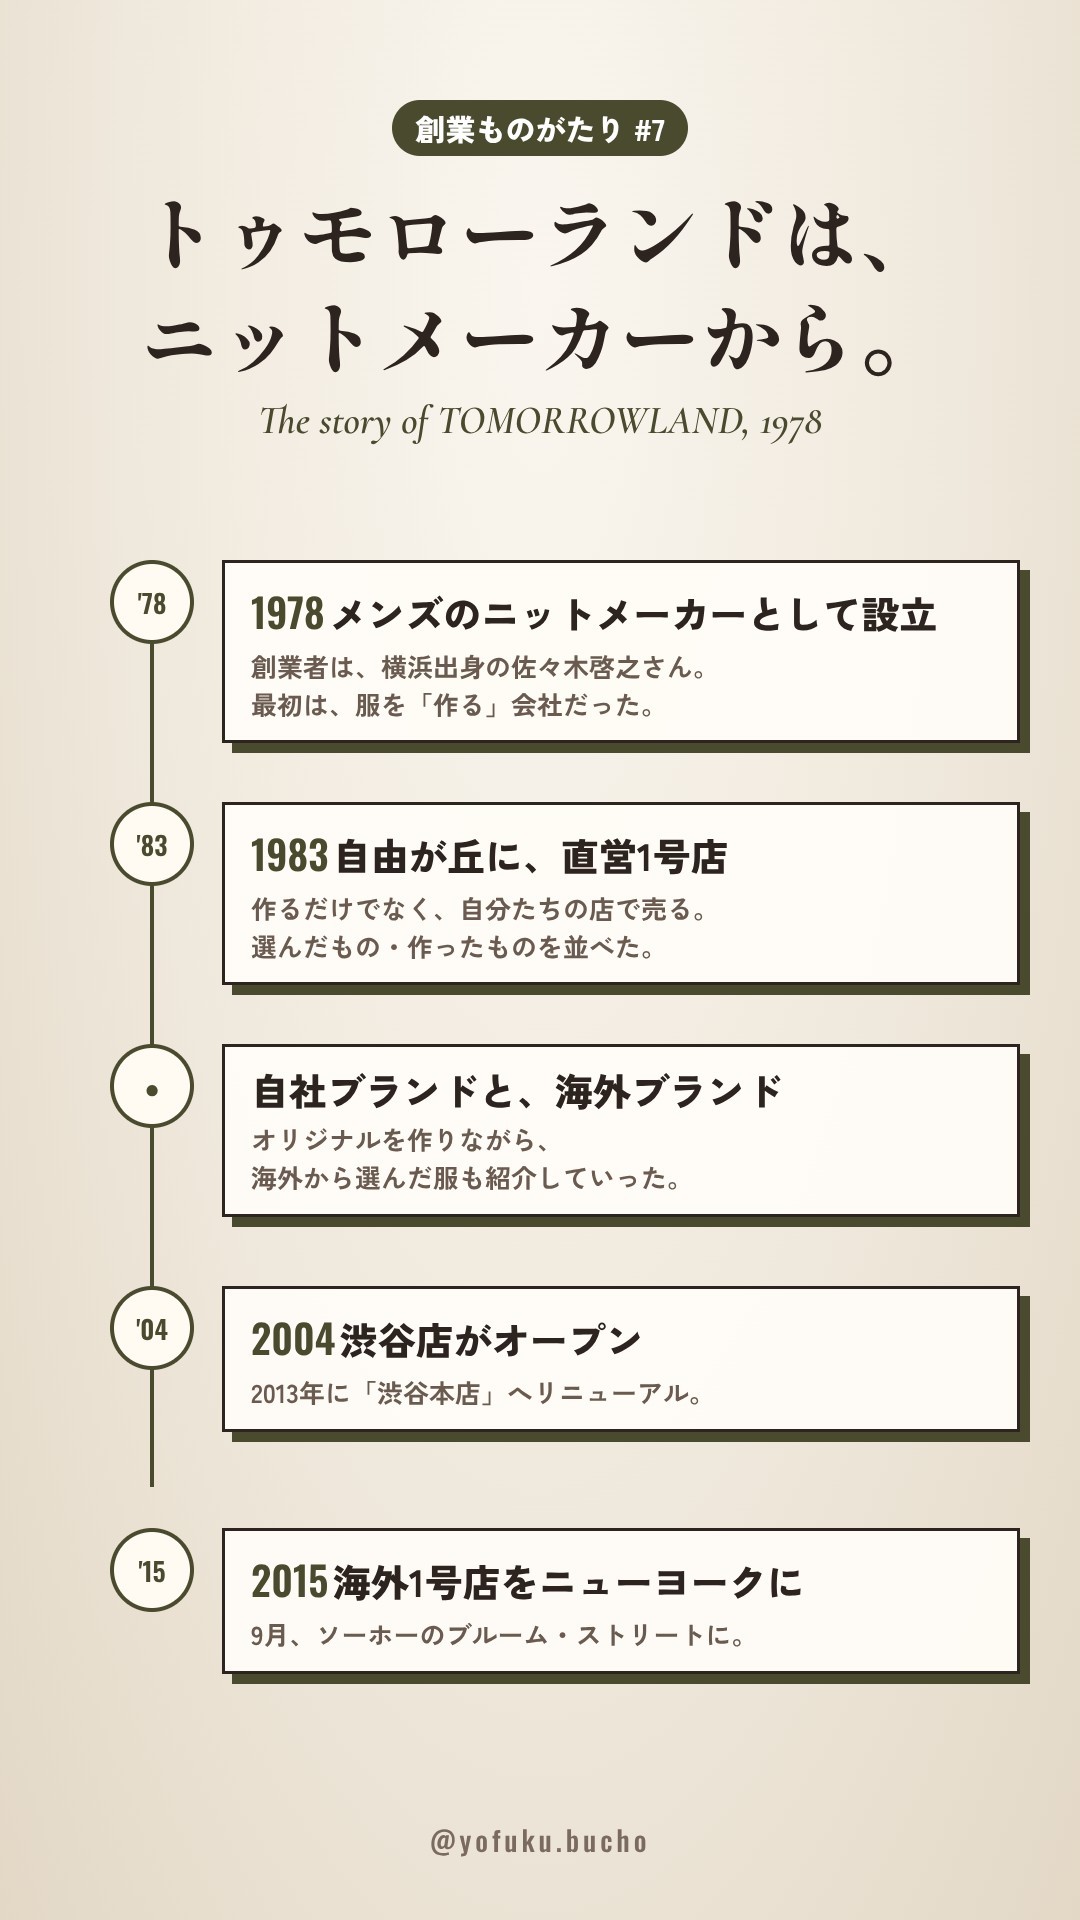 創業ものがたり #7
トゥモローランドは、
ニットメーカーから。
The story of TOMORROWLAND, 1978
'78
1978 メンズのニットメーカーとして設立
創業者は、横浜出身の佐々木啓之さん。
最初は、服を「作る」会社だった。
'83
1983 自由が丘に、直営1号店
作るだけでなく、自分たちの店で売る。
選んだもの・作ったものを並べた。
●
自社ブランドと、海外ブランド
オリジナルを作りながら、
海外から選んだ服も紹介していった。
'04
2004 渋谷店がオープン
2013年に「渋谷本店」へリニューアル。
'15
2015 海外1号店をニューヨークに
9月、ソーホーのブルーム・ストリートに。
@yofuku.bucho